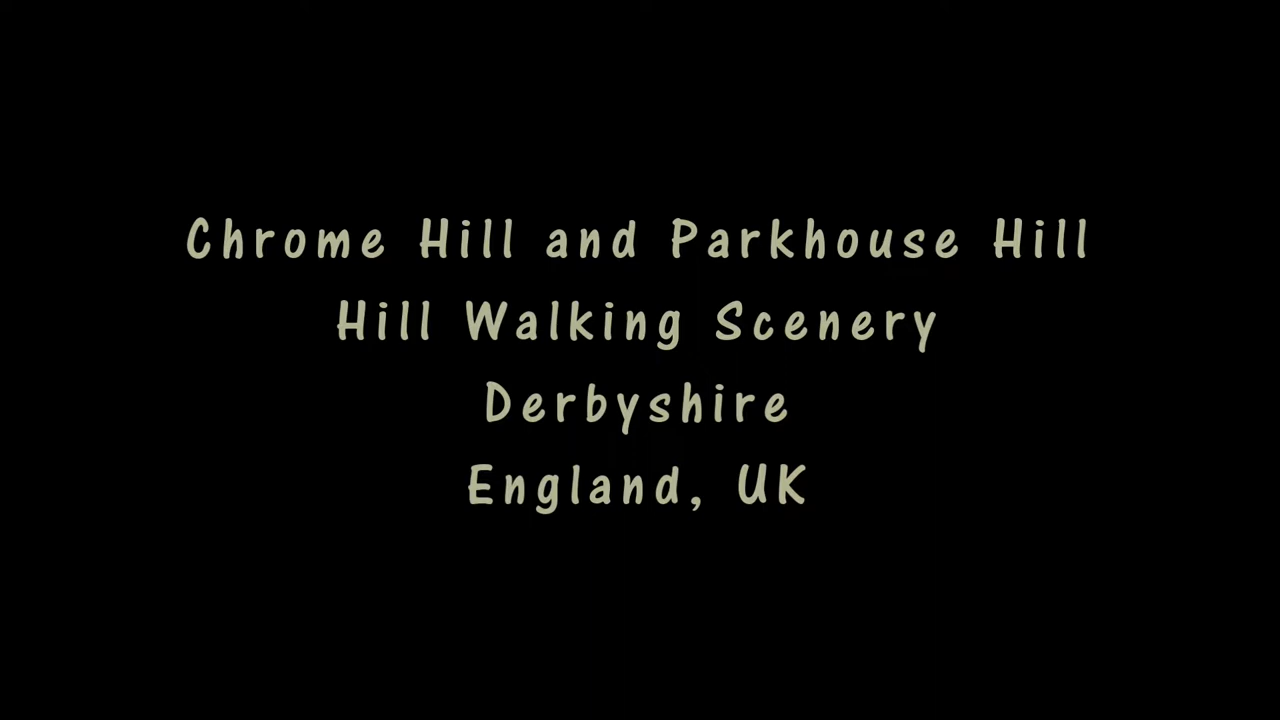 Chrome Hill and Parkhouse Hill
Hill Walking Scenery
Derbyshire
England, UK